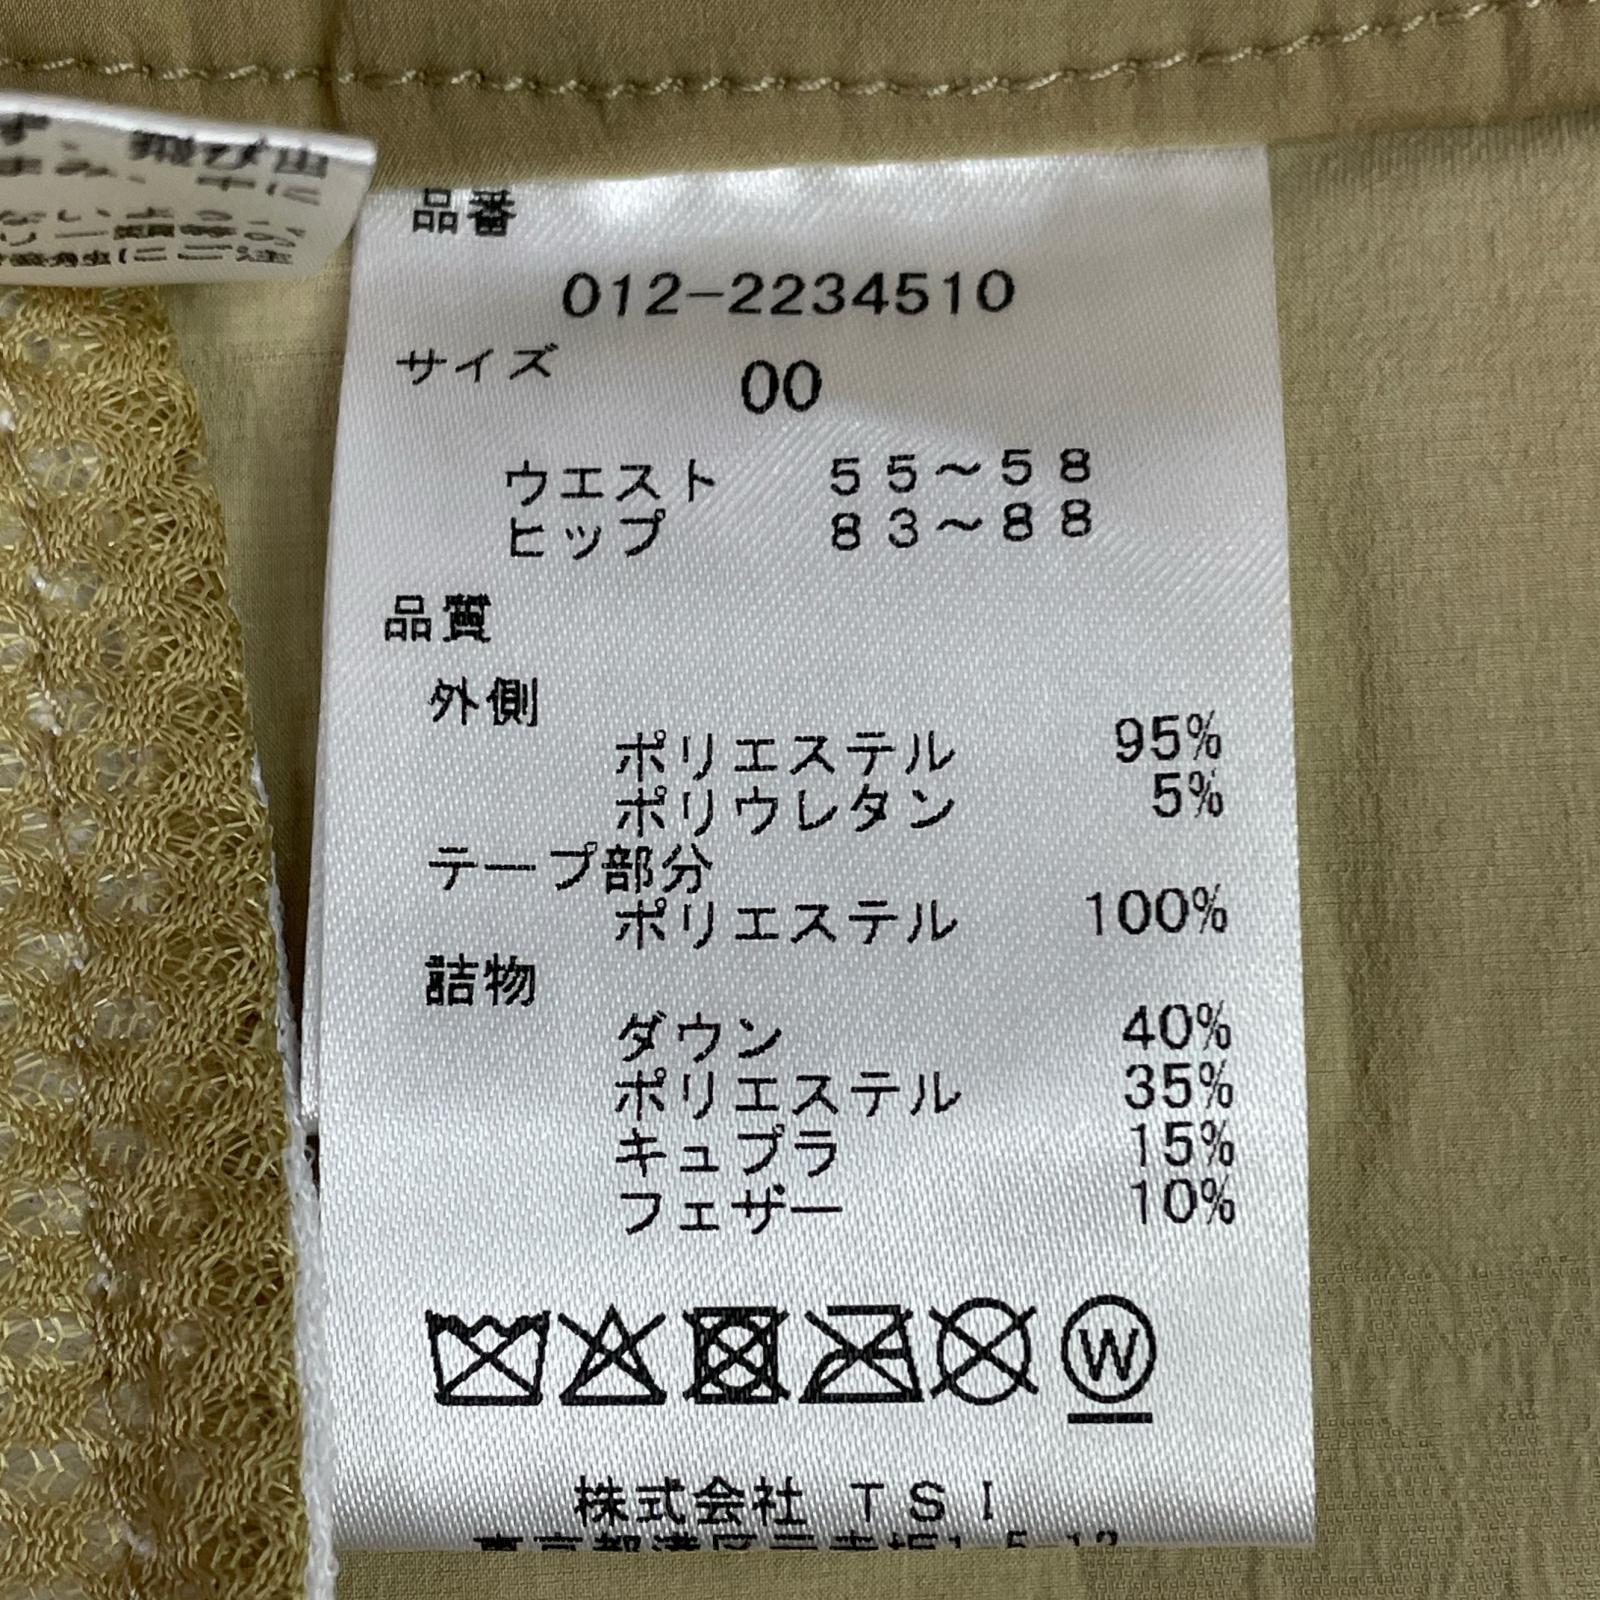 品番
012-2234510
サイズ 00
ウエスト 55～58
ヒップ 83～88
品質
外側
ポリエステル 95%
ポリウレタン 5%
テープ部分
ポリエステル 100%
詰物
ダウン 40%
ポリエステル 35%
キュプラ 15%
フェザー 10%
W
株式会社 TSI
飛び出